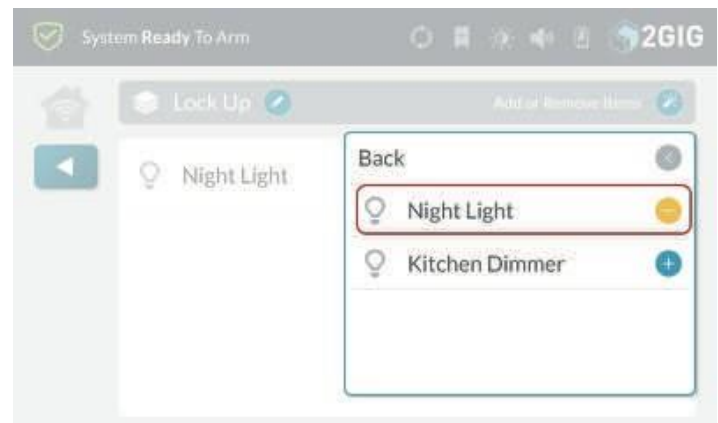 System Ready To Arm
2GIG
Lock Up
Add or Remove Items
Night Light
Back
Night Light
Kitchen Dimmer